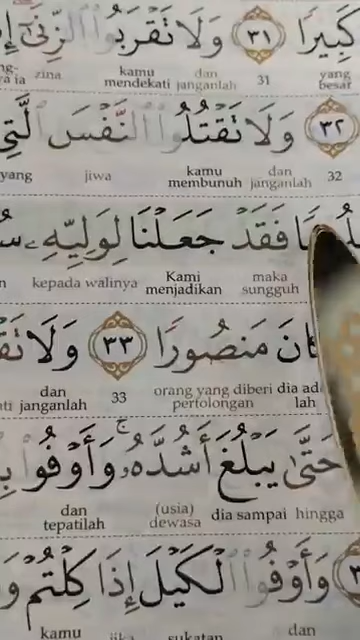 كَبِيرًا ٣١ وَلَا تَقْرَبُوا الزِّنَىٰ
yang besar 31 dan janganlah kamu mendekati zina
٣٢ وَلَا تَقْتُلُوا النَّفْسَ الَّتِي
32 dan janganlah kamu membunuh jiwa yang
فَقَدْ جَعَلْنَا لِوَلِيِّهِ
maka sungguh Kami menjadikan kepada walinya
مَنصُورًا ٣٣ وَلَا
orang yang diberi pertolongan 33 dan janganlah
حَتَّىٰ يَبْلُغَ أَشُدَّهُ ۚ وَأَوْفُوا
hingga dia sampai (usia) dewasa dan tepatilah
وَأَوْفُوا الْكَيْلَ إِذَا كِلْتُمْ
dan sukatan jika kamu